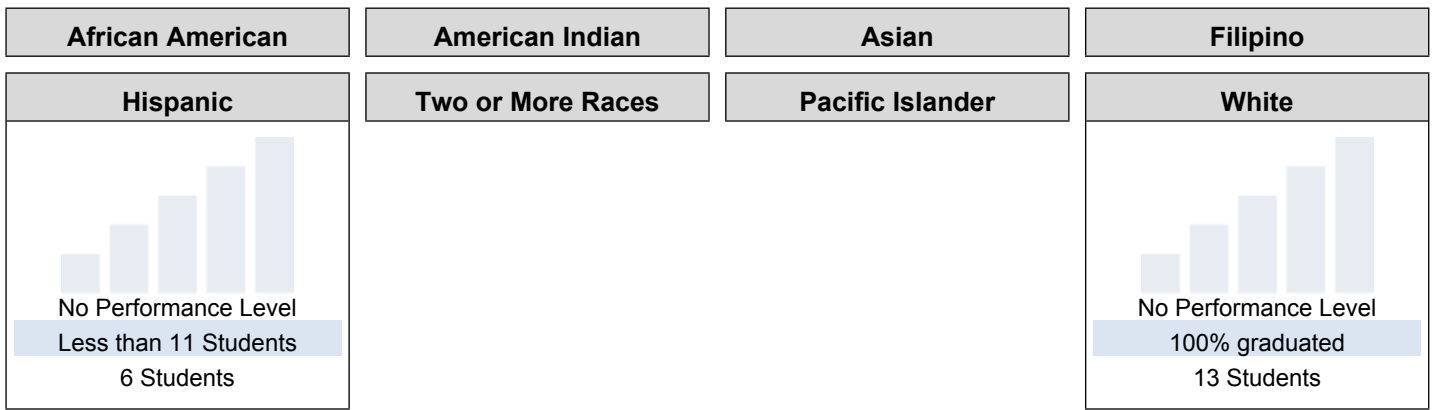 African American
American Indian
Asian
Filipino
Hispanic
Two or More Races
Pacific Islander
White
No Performance Level
Less than 11 Students
6 Students
No Performance Level
100% graduated
13 Students